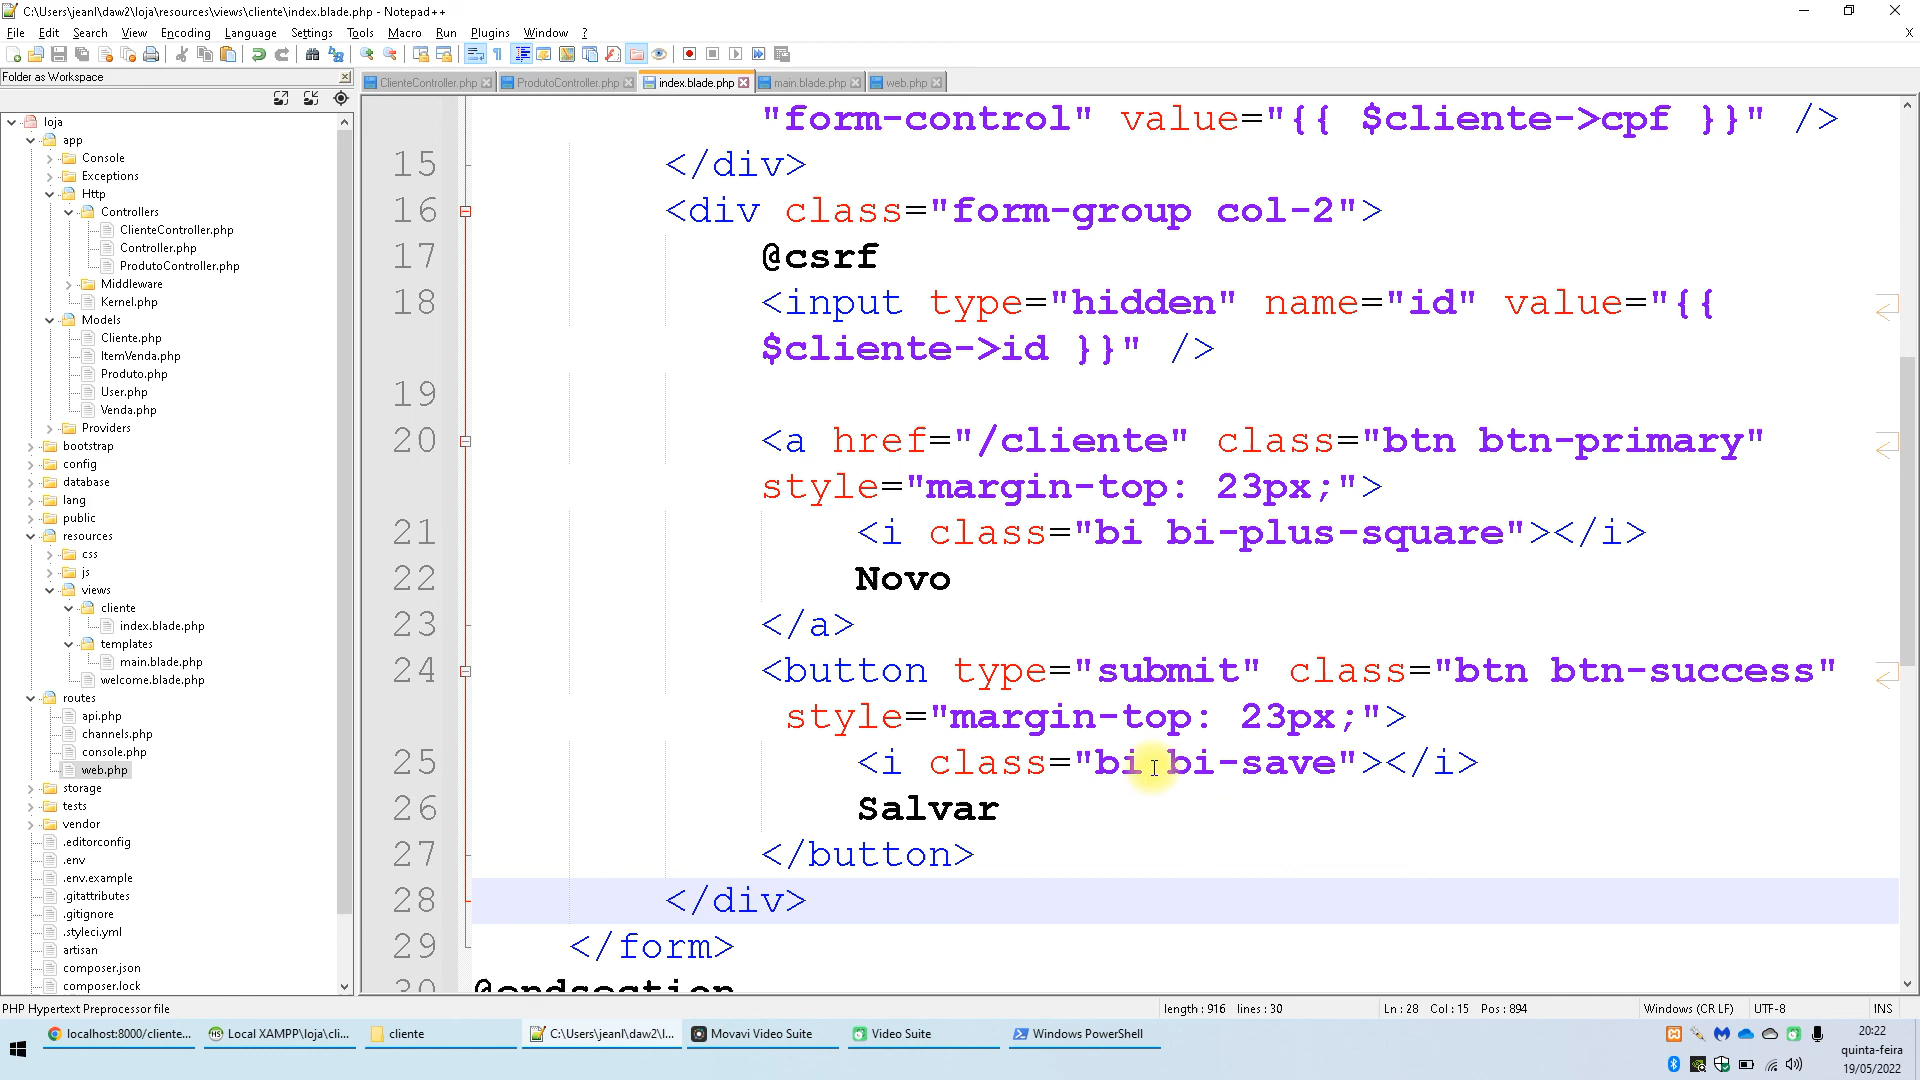 C:\Users\jeanl\daw2\loja\resources\views\cliente\index.blade.php - Notepad++
File Edit Search View Encoding Language Settings Tools Macro Run Plugins Window ? X
Folder as Workspace
ClienteController.php ProdutoController.php index.blade.php main.blade.php web.php
loja
app
Console
Exceptions
Http
Controllers
ClienteController.php
Controller.php
ProdutoController.php
Middleware
Kernel.php
Models
Cliente.php
ItemVenda.php
Produto.php
User.php
Venda.php
Providers
bootstrap
config
database
lang
public
resources
css
js
views
cliente
index.blade.php
templates
main.blade.php
welcome.blade.php
routes
api.php
channels.php
console.php
web.php
storage
tests
vendor
.editorconfig
.env
.env.example
.gitattributes
.gitignore
.styleci.yml
artisan
composer.json
composer.lock
"form-control" value="{{ $cliente->cpf }}" />
15 </div>
16 <div class="form-group col-2">
17 @csrf
18 <input type="hidden" name="id" value="{{
$cliente->id }}" />
19
20 <a href="/cliente" class="btn btn-primary"
style="margin-top: 23px;">
21 <i class="bi bi-plus-square"></i>
22 Novo
23 </a>
24 <button type="submit" class="btn btn-success"
style="margin-top: 23px;">
25 <i class="bi bi-save"></i>
26 Salvar
27 </button>
28 </div>
29 </form>
30 @endsection
PHP Hypertext Preprocessor file length : 916 lines : 30 Ln : 28 Col : 15 Pos : 894 Windows (CR LF) UTF-8 INS
localhost:8000/cliente... Local XAMPP\loja\cli... cliente C:\Users\jeanl\daw2\l... Movavi Video Suite Video Suite Windows PowerShell
20:22
quinta-feira
19/05/2022